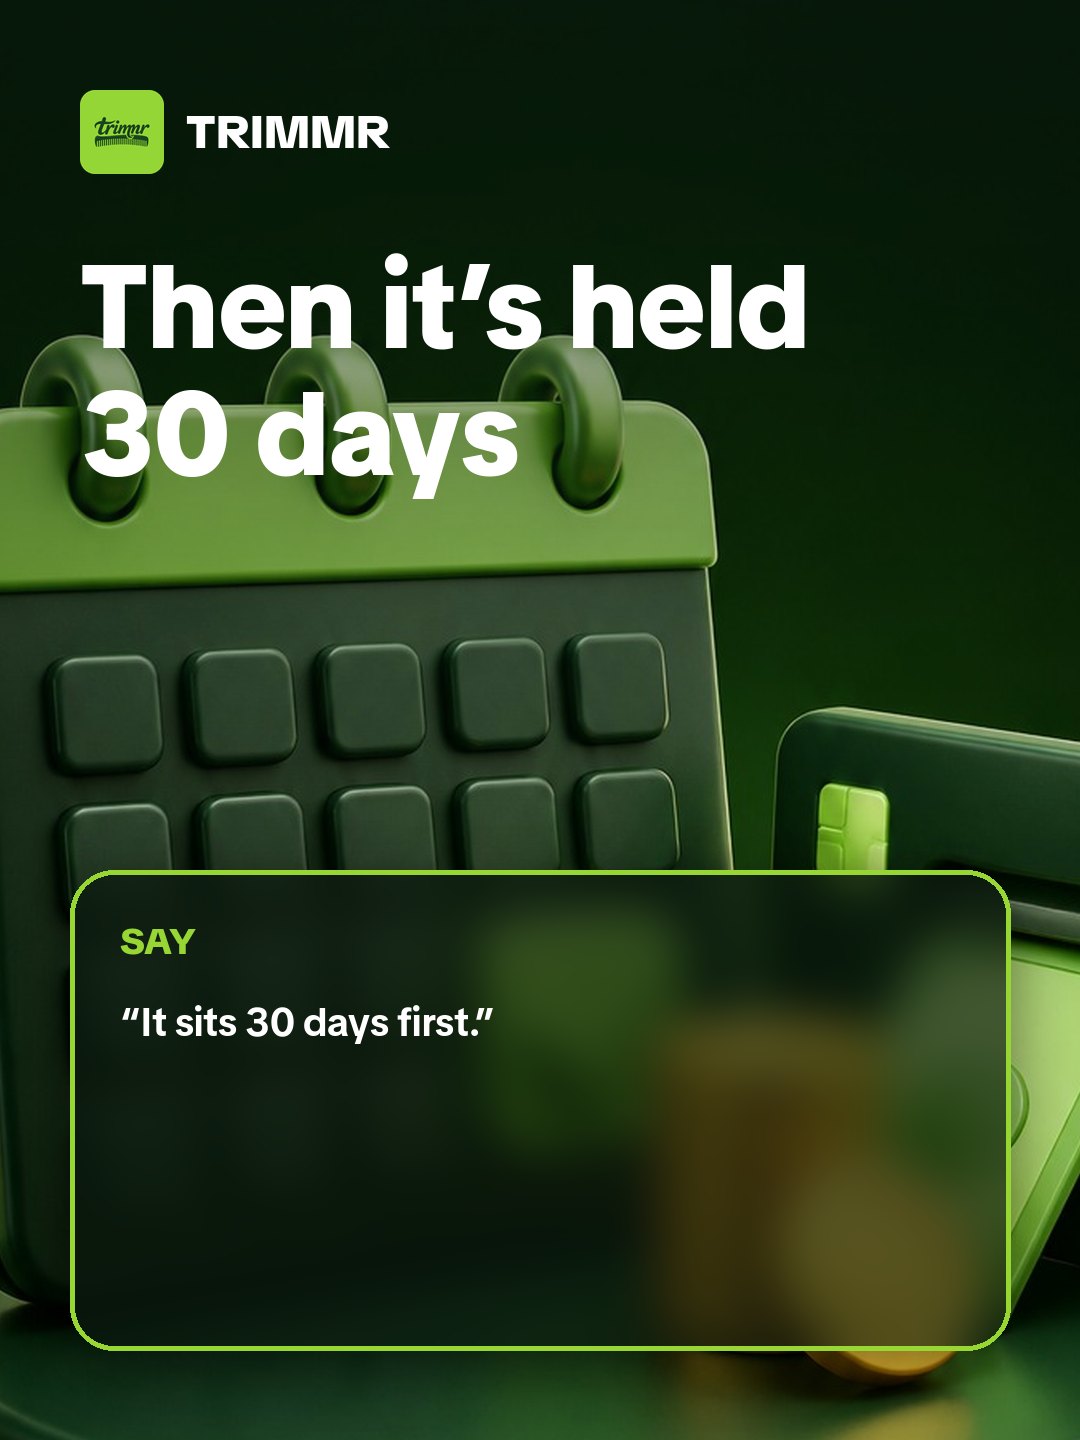 trimmr
TRIMMR
Then it’s held
30 days
SAY
“It sits 30 days first.”